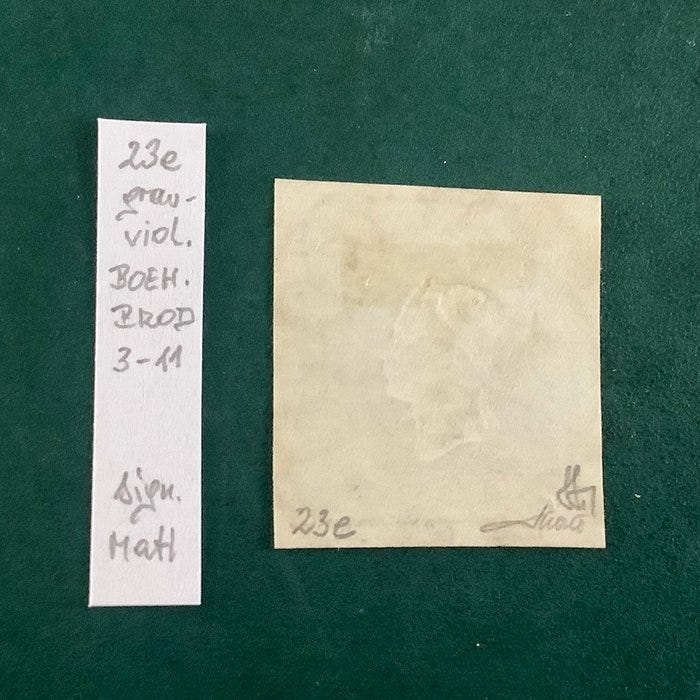 23e
grau-
viol.
BOEH.
BROD
3-11
Sign.
Matl
23e